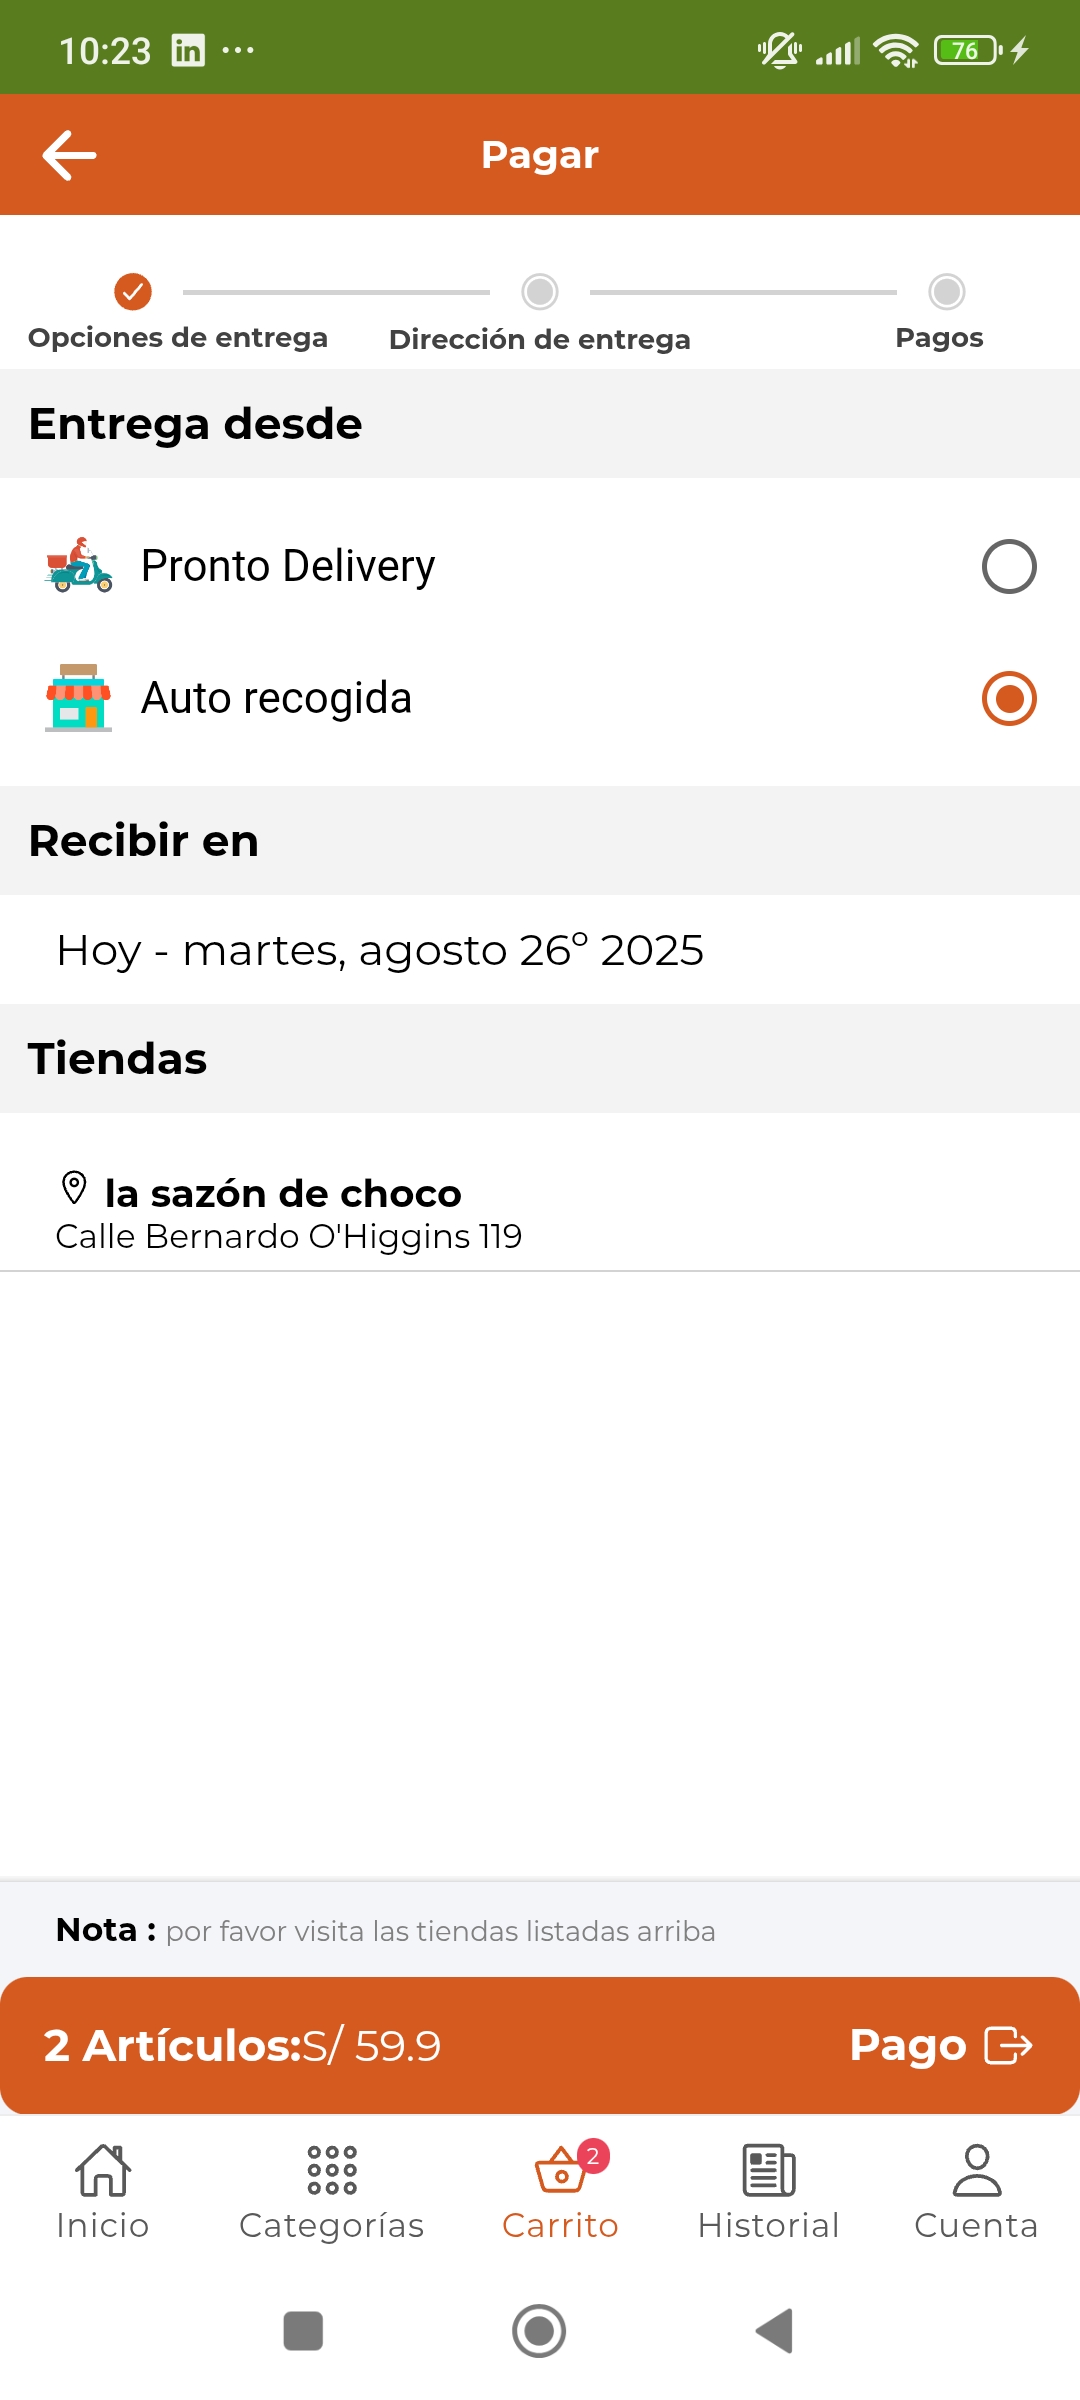 10:23
76
Pagar
Opciones de entrega
Dirección de entrega
Pagos
Entrega desde
Pronto Delivery
Auto recogida
Recibir en
Hoy - martes, agosto 26º 2025
Tiendas
la sazón de choco
Calle Bernardo O'Higgins 119
Nota : por favor visita las tiendas listadas arriba
2 Artículos:S/ 59.9
Pago
2
Inicio
Categorías
Carrito
Historial
Cuenta